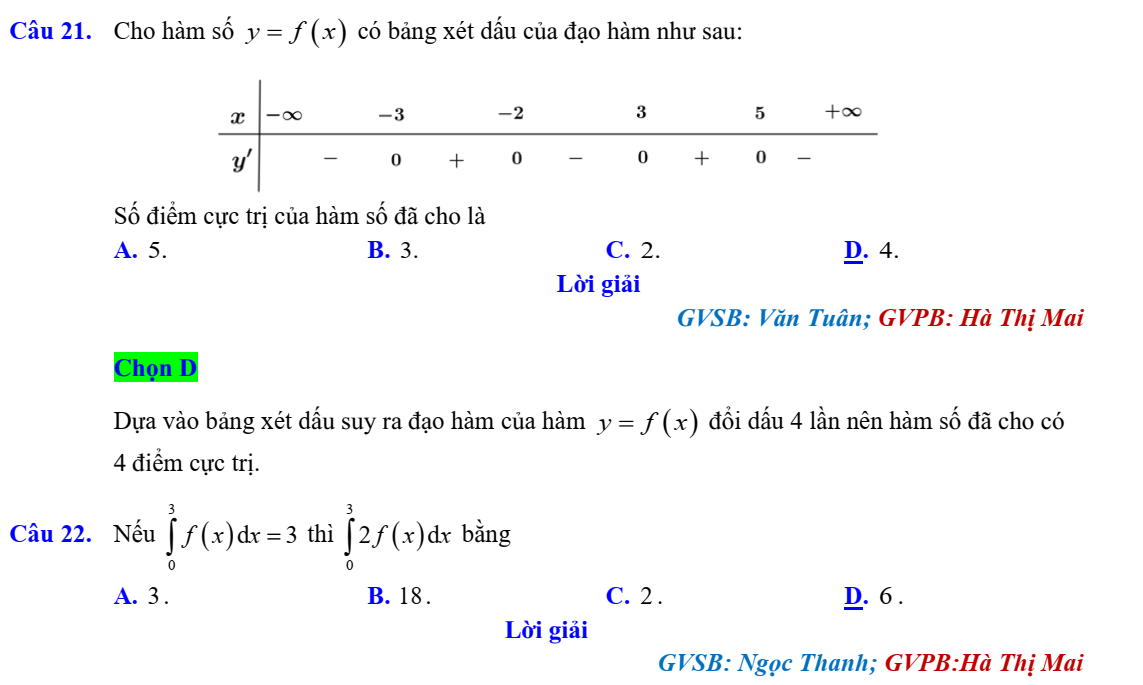 Câu 21. Cho hàm số y = f(x) có bảng xét dấu của đạo hàm như sau:
x −∞ −3 −2 3 5 +∞
y′ − 0 + 0 − 0 + 0 −
Số điểm cực trị của hàm số đã cho là
A. 5. B. 3. C. 2. D. 4.
Lời giải
GVSB: Văn Tuân; GVPB: Hà Thị Mai
Chọn D
Dựa vào bảng xét dấu suy ra đạo hàm của hàm y = f(x) đổi dấu 4 lần nên hàm số đã cho có
4 điểm cực trị.
Câu 22. Nếu ∫₀³ f(x)dx = 3 thì ∫₀³ 2f(x)dx bằng
A. 3. B. 18. C. 2. D. 6.
Lời giải
GVSB: Ngọc Thanh; GVPB:Hà Thị Mai